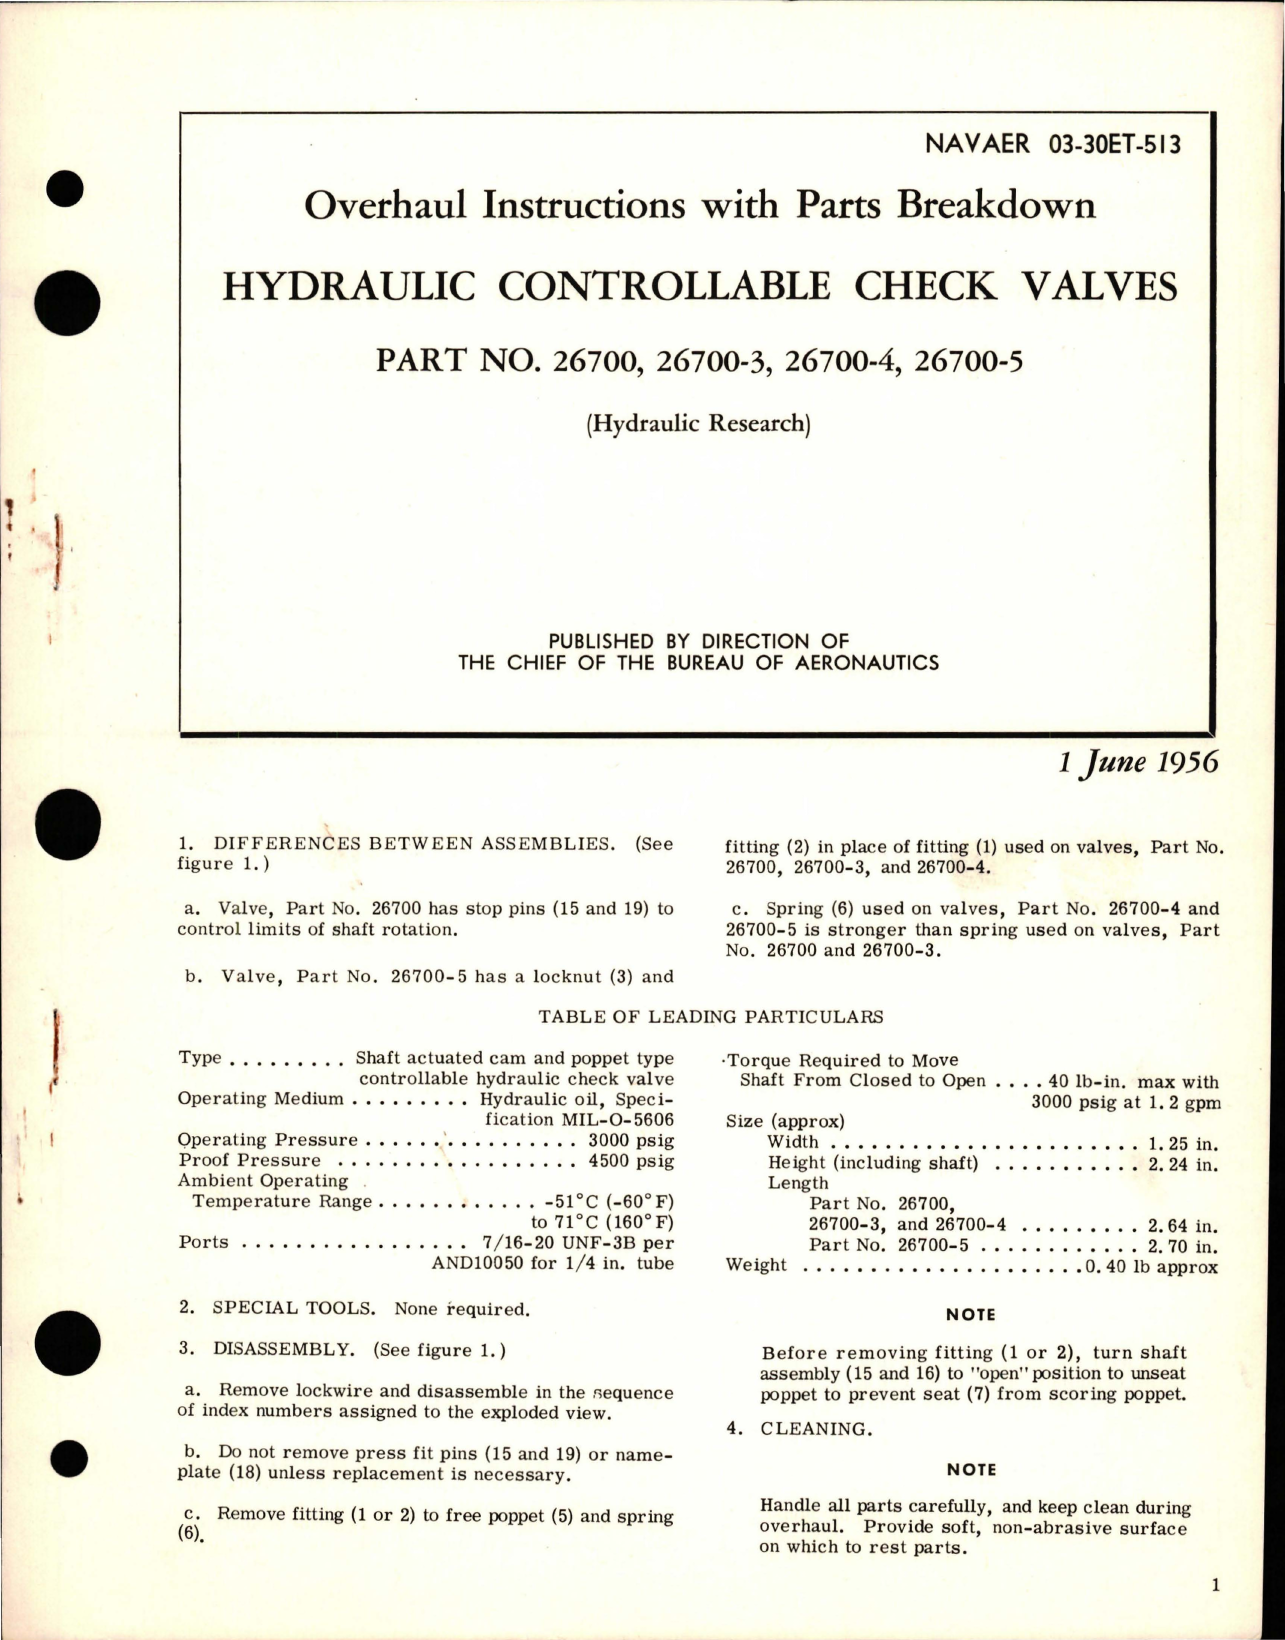 NAVAER 03-30ET-513
Overhaul Instructions with Parts Breakdown
HYDRAULIC CONTROLLABLE CHECK VALVES
PART NO. 26700, 26700-3, 26700-4, 26700-5
(Hydraulic Research)
PUBLISHED BY DIRECTION OF
THE CHIEF OF THE BUREAU OF AERONAUTICS
1 June 1956
1. DIFFERENCES BETWEEN ASSEMBLIES. (See
figure 1.)
a. Valve, Part No. 26700 has stop pins (15 and 19) to
control limits of shaft rotation.
b. Valve, Part No. 26700-5 has a locknut (3) and
fitting (2) in place of fitting (1) used on valves, Part No.
26700, 26700-3, and 26700-4.
c. Spring (6) used on valves, Part No. 26700-4 and
26700-5 is stronger than spring used on valves, Part
No. 26700 and 26700-3.
TABLE OF LEADING PARTICULARS
Type . . . . . . . . . Shaft actuated cam and poppet type
controllable hydraulic check valve
Operating Medium . . . . . . . . . Hydraulic oil, Speci-
fication MIL-O-5606
Operating Pressure . . . . . . . . . . . . . . . . 3000 psig
Proof Pressure . . . . . . . . . . . . . . . . . . 4500 psig
Ambient Operating
Temperature Range . . . . . . . . . . . . -51°C (-60°F)
to 71°C (160°F)
Ports . . . . . . . . . . . . . . . . . 7/16-20 UNF-3B per
AND10050 for 1/4 in. tube
Torque Required to Move
Shaft From Closed to Open . . . . 40 lb-in. max with
3000 psig at 1.2 gpm
Size (approx)
Width . . . . . . . . . . . . . . . . . . . . . . . 1.25 in.
Height (including shaft) . . . . . . . . . . . 2.24 in.
Length
Part No. 26700,
26700-3, and 26700-4 . . . . . . . . . 2.64 in.
Part No. 26700-5 . . . . . . . . . . . . 2.70 in.
Weight . . . . . . . . . . . . . . . . . . . . . 0.40 lb approx
2. SPECIAL TOOLS. None required.
3. DISASSEMBLY. (See figure 1.)
a. Remove lockwire and disassemble in the sequence
of index numbers assigned to the exploded view.
b. Do not remove press fit pins (15 and 19) or name-
plate (18) unless replacement is necessary.
c. Remove fitting (1 or 2) to free poppet (5) and spring
(6).
NOTE
Before removing fitting (1 or 2), turn shaft
assembly (15 and 16) to "open" position to unseat
poppet to prevent seat (7) from scoring poppet.
4. CLEANING.
NOTE
Handle all parts carefully, and keep clean during
overhaul. Provide soft, non-abrasive surface
on which to rest parts.
1